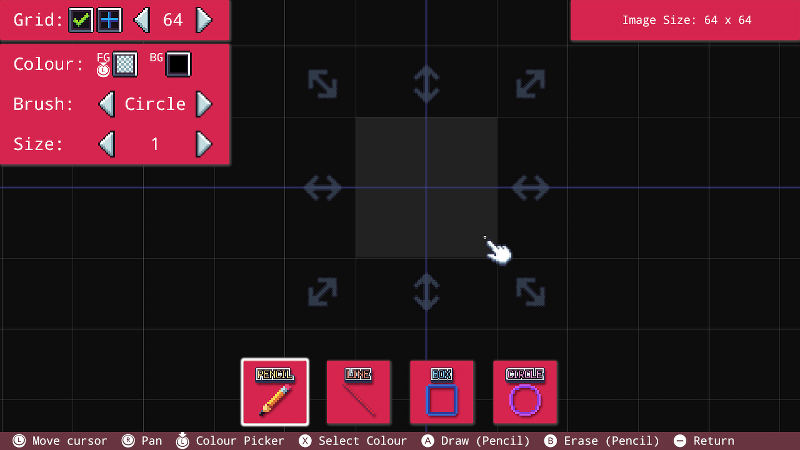 Grid: 64
Image Size: 64 x 64
Colour: FG BG
Brush: Circle
Size: 1
PENCIL LINE BOX CIRCLE
L Move cursor R Pan L Colour Picker X Select Colour A Draw (Pencil) B Erase (Pencil) Return